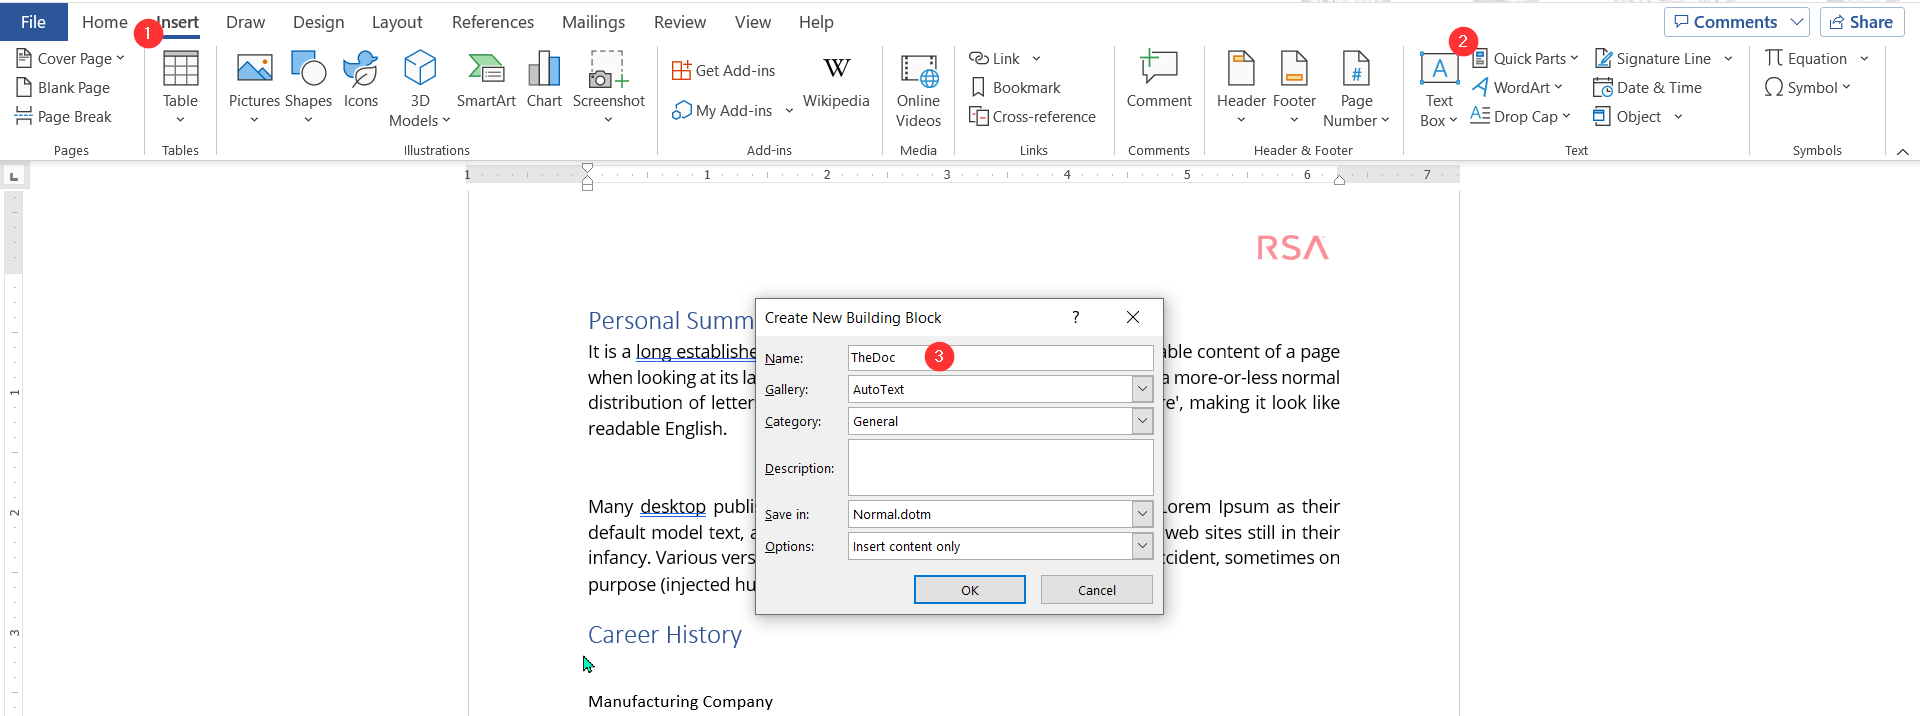 File Home Insert Draw Design Layout References Mailings Review View Help Comments Share
1
2
Cover Page
Blank Page
Page Break
Pages
Table
Tables
Pictures Shapes Icons 3D Models SmartArt Chart Screenshot
Illustrations
Get Add-ins
My Add-ins
W
Wikipedia
Add-ins
Online Videos
Media
Link
Bookmark
Cross-reference
Links
Comment
Comments
Header Footer Page Number
#
Header & Footer
A
Text Box
Quick Parts
WordArt
Drop Cap
Signature Line
Date & Time
Object
Text
Equation
Symbol
Symbols
1 1 2 3 4 5 6 7
1
2
3
RSA
Personal Summ
It is a long establishe able content of a page
when looking at its la a more-or-less normal
distribution of letter re', making it look like
readable English.
Many desktop publi Lorem Ipsum as their
default model text, a web sites still in their
infancy. Various vers cident, sometimes on
purpose (injected hu
Career History
Manufacturing Company
Create New Building Block ?
Name: TheDoc 3
Gallery: AutoText
Category: General
Description:
Save in: Normal.dotm
Options: Insert content only
OK Cancel